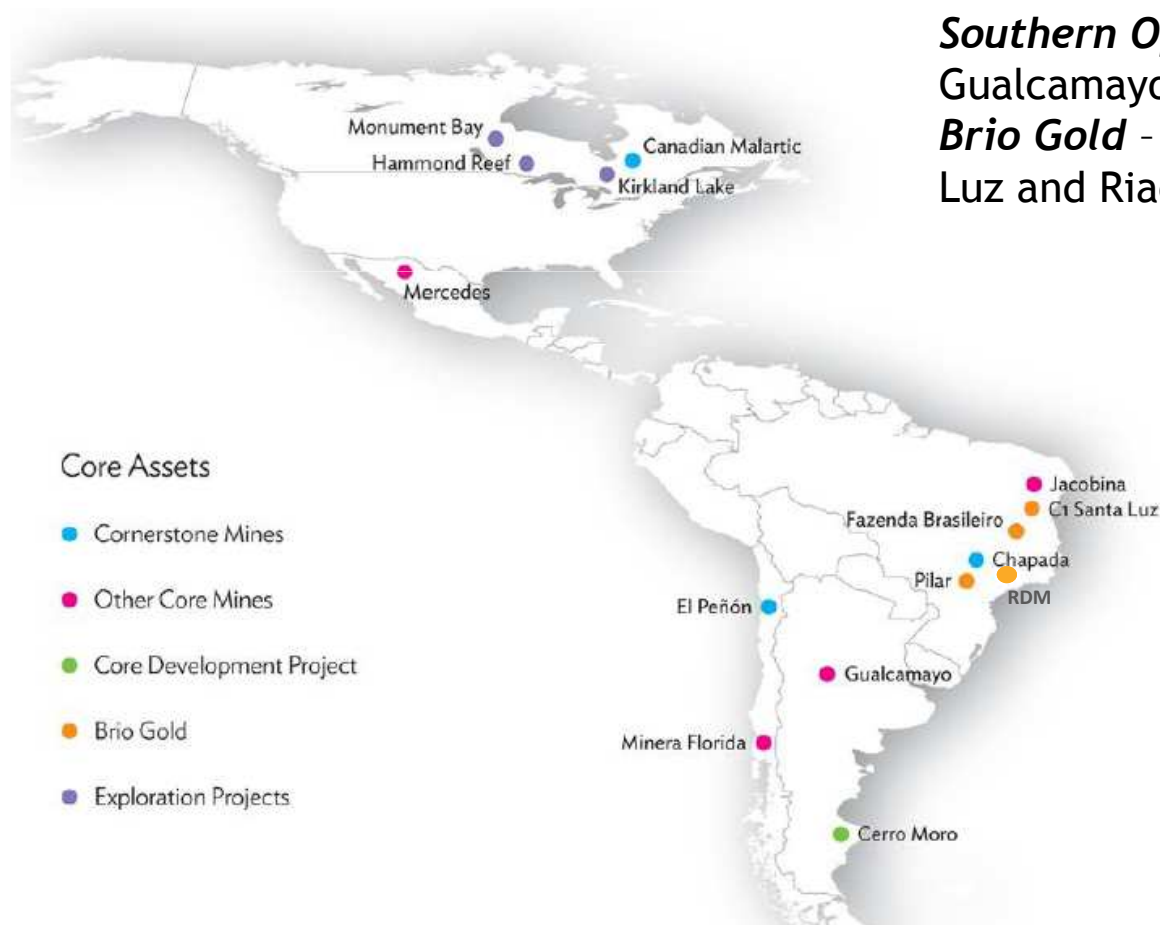 Southern O
Gualcamayo
Brio Gold –
Luz and Ria
Monument Bay
Canadian Malartic
Hammond Reef
Kirkland Lake
Mercedes
Core Assets
Cornerstone Mines
Other Core Mines
Core Development Project
Brio Gold
Exploration Projects
Jacobina
C1 Santa Luz
Fazenda Brasileiro
Chapada
Pilar
RDM
El Peñón
Gualcamayo
Minera Florida
Cerro Moro